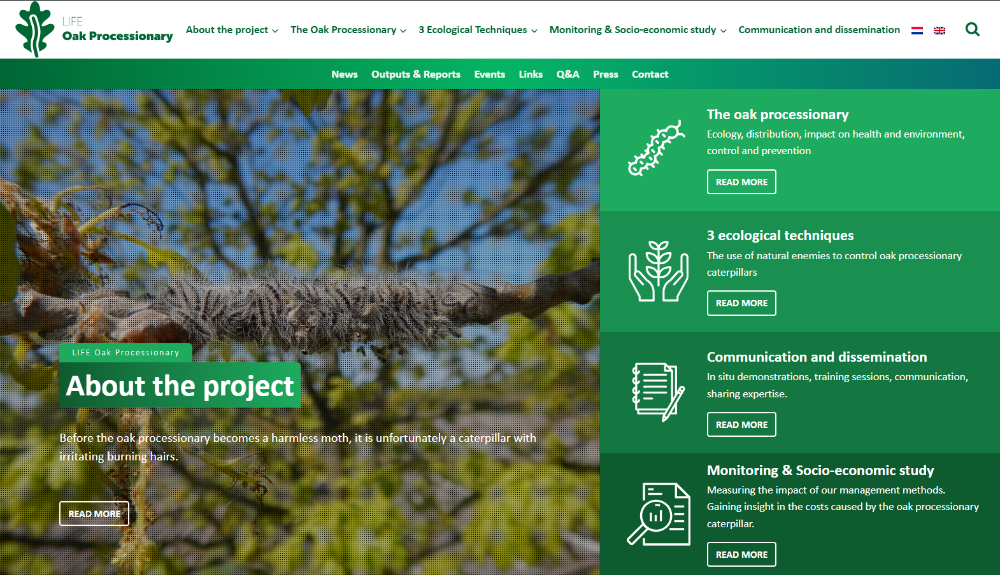 LIFE
Oak Processionary
About the project
The Oak Processionary
3 Ecological Techniques
Monitoring & Socio-economic study
Communication and dissemination
News
Outputs & Reports
Events
Links
Q&A
Press
Contact
LIFE Oak Processionary
About the project
Before the oak processionary becomes a harmless moth, it is unfortunately a caterpillar with
irritating burning hairs.
READ MORE
The oak processionary
Ecology, distribution, impact on health and environment,
control and prevention
READ MORE
3 ecological techniques
The use of natural enemies to control oak processionary
caterpillars
READ MORE
Communication and dissemination
In situ demonstrations, training sessions, communication,
sharing expertise.
READ MORE
Monitoring & Socio-economic study
Measuring the impact of our management methods.
Gaining insight in the costs caused by the oak processionary
caterpillar.
READ MORE